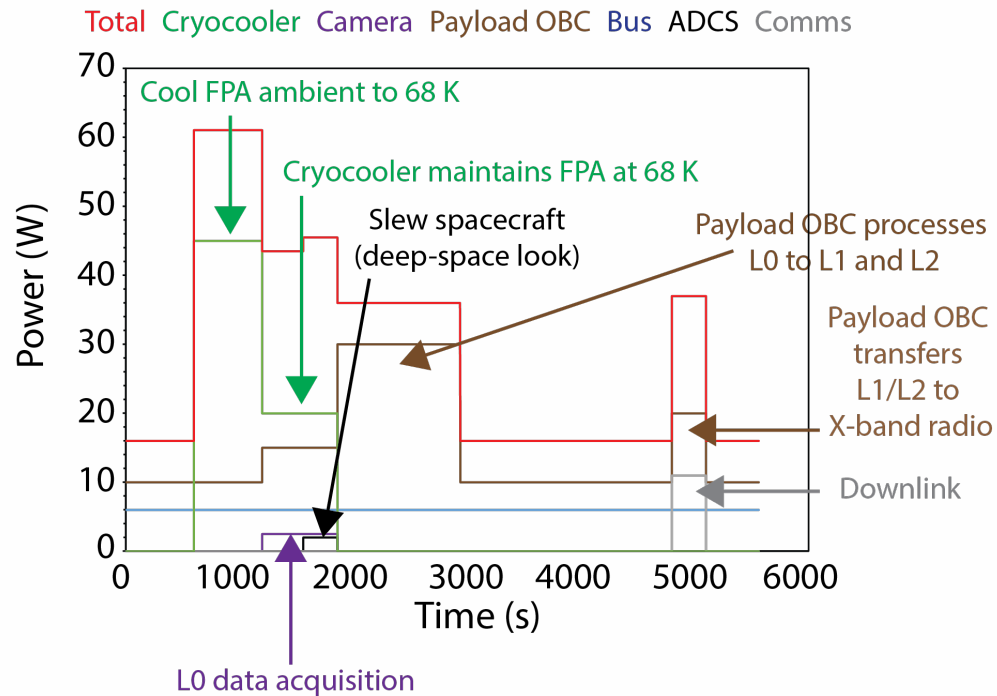 Total Cryocooler Camera Payload OBC Bus ADCS Comms
70
Cool FPA ambient to 68 K
60
Cryocooler maintains FPA at 68 K
50
Slew spacecraft
(deep-space look)
Payload OBC processes
L0 to L1 and L2
40
Payload OBC
transfers
L1/L2 to
X-band radio
30
20
10
Downlink
0
Power (W)
0 1000 2000 3000 4000 5000 6000
Time (s)
L0 data acquisition